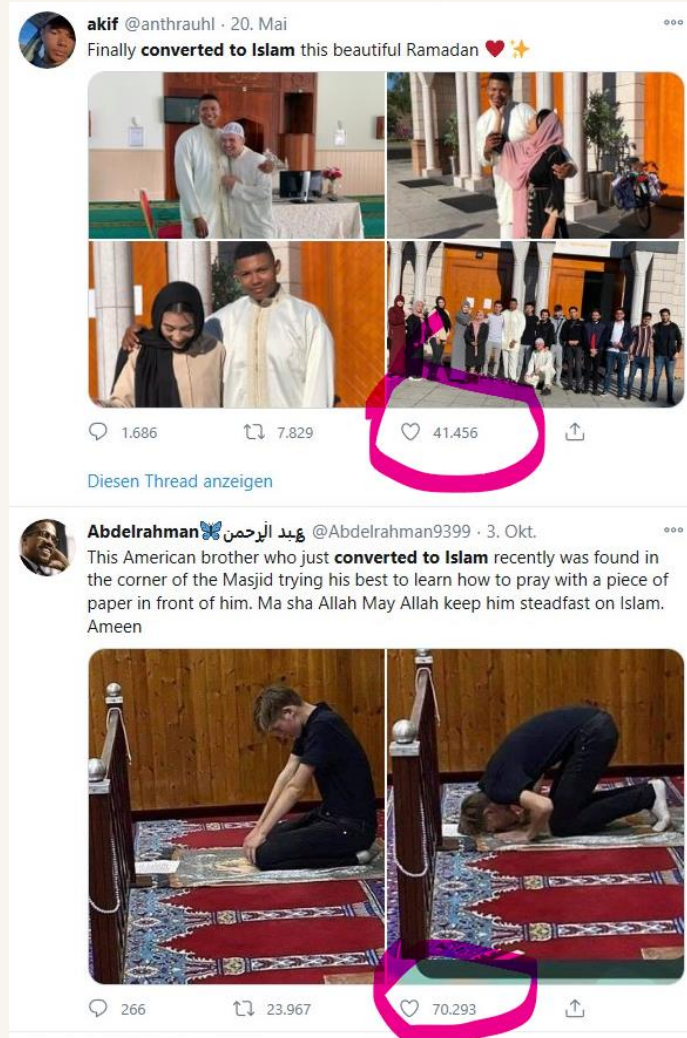 akif @anthrauhl · 20. Mai
Finally converted to Islam this beautiful Ramadan ♥️✨
1.686 7.829 41.456
Diesen Thread anzeigen
Abdelrahman🦋عٍبد الٍرحمن @Abdelrahman9399 · 3. Okt.
This American brother who just converted to Islam recently was found in
the corner of the Masjid trying his best to learn how to pray with a piece of
paper in front of him. Ma sha Allah May Allah keep him steadfast on Islam.
Ameen
266 23.967 70.293